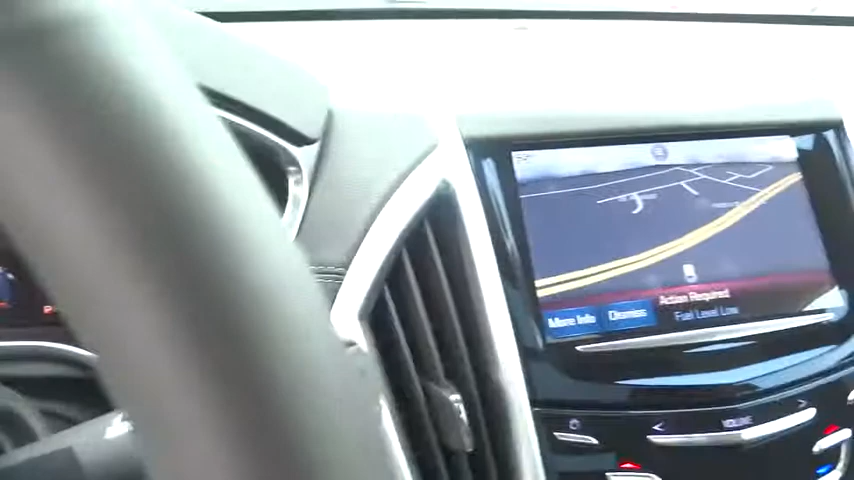 Action Required
More Info Dismiss Fuel Level Low
VOLUME